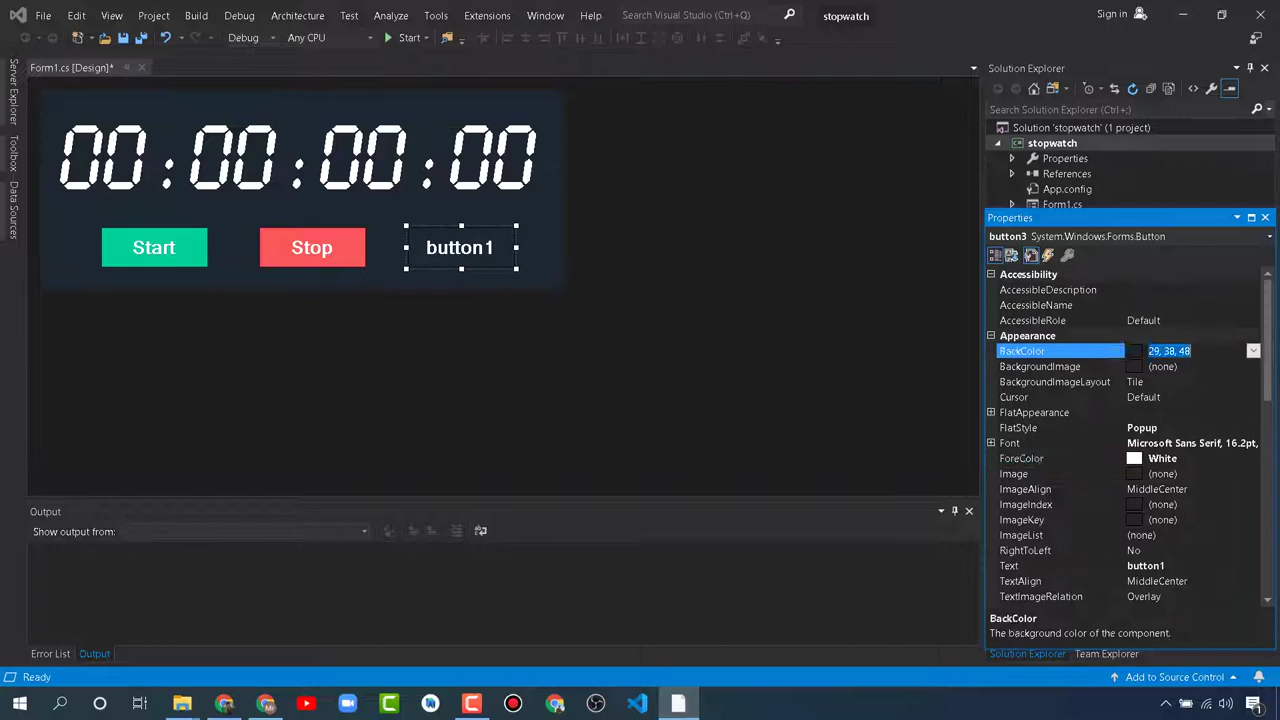 File Edit View Git Project Build Debug Architecture Test Analyze Tools Extensions Window Help Search Visual Studio (Ctrl+Q) stopwatch Sign in
Debug Any CPU Start
Form1.cs [Design]*
Server Explorer
Toolbox
Data Sources
00:00:00:00
Start Stop button1
Solution Explorer
Search Solution Explorer (Ctrl+;)
Solution 'stopwatch' (1 project)
stopwatch
Properties
References
App.config
Form1.cs
Properties
button3 System.Windows.Forms.Button
Accessibility
AccessibleDescription
AccessibleName
AccessibleRole Default
Appearance
BackColor 29, 38, 48
BackgroundImage (none)
BackgroundImageLayout Tile
Cursor Default
FlatAppearance
FlatStyle Popup
Font Microsoft Sans Serif, 16.2pt,
ForeColor White
Image (none)
ImageAlign MiddleCenter
ImageIndex (none)
ImageKey (none)
ImageList (none)
RightToLeft No
Text button1
TextAlign MiddleCenter
TextImageRelation Overlay
BackColor
The background color of the component.
Solution Explorer Team Explorer
Output
Show output from:
Error List Output
Ready Add to Source Control